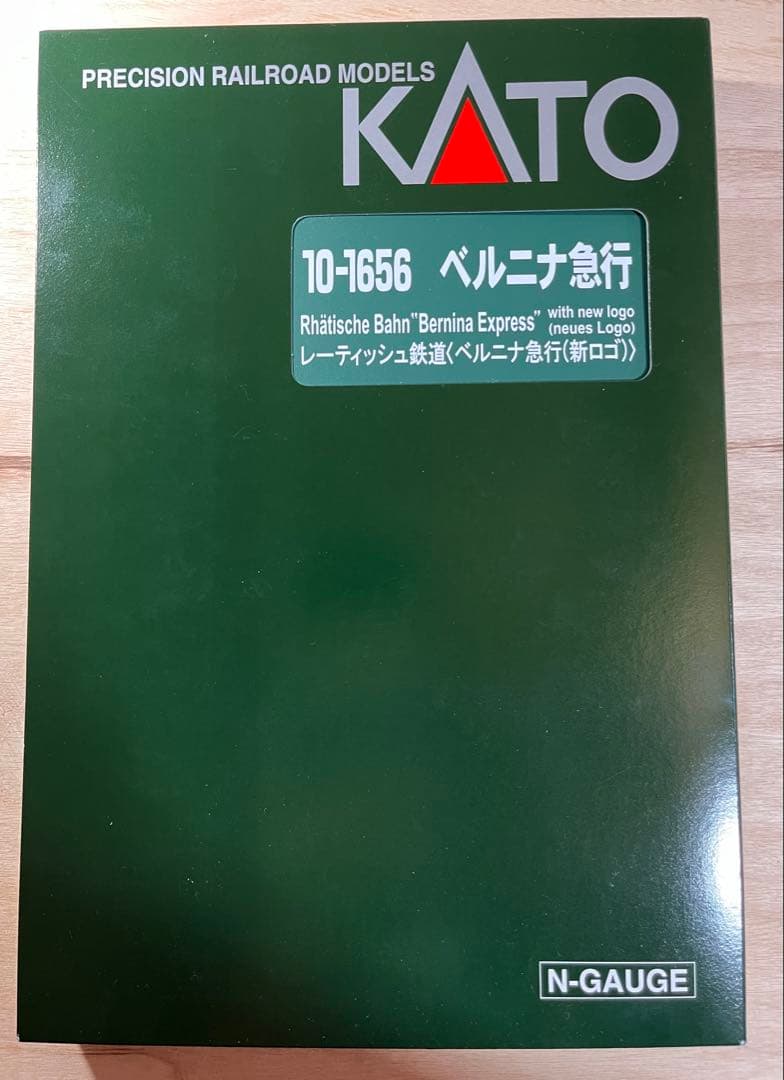 PRECISION RAILROAD MODELS
KATO
10-1656 ベルニナ急行
Rhätische Bahn "Bernina Express" with new logo (neues Logo)
レーティッシュ鉄道〈ベルニナ急行(新ロゴ)〉
N-GAUGE